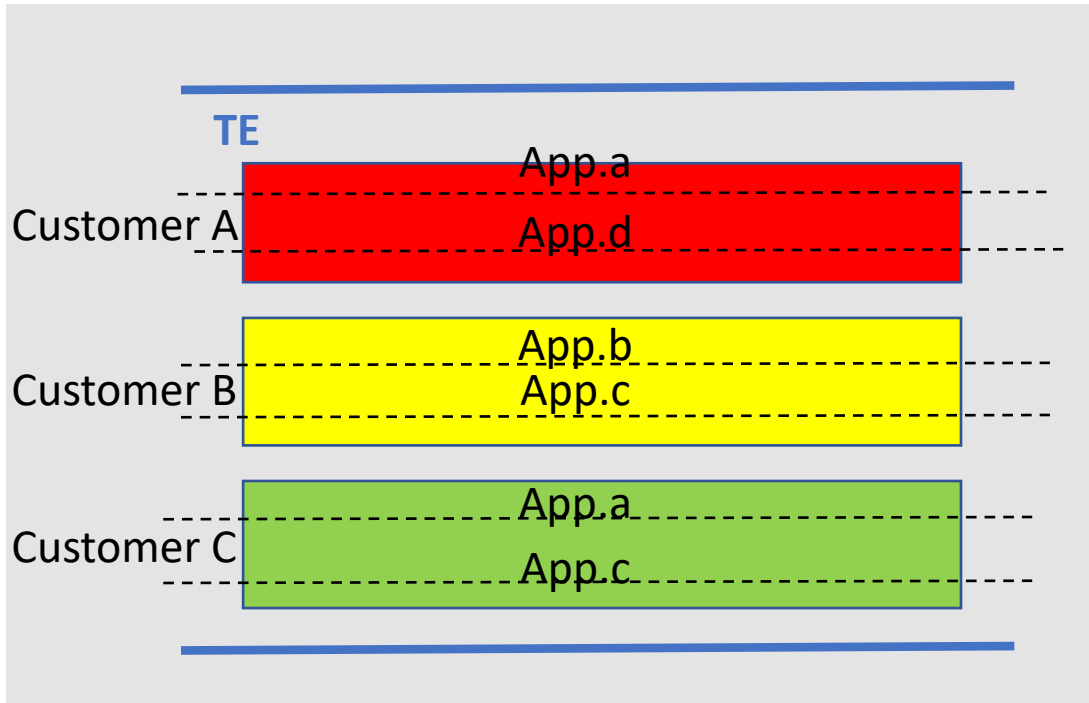 TE
App.a
Customer A
App.d
App.b
Customer B
App.c
App.a
Customer C
App.c